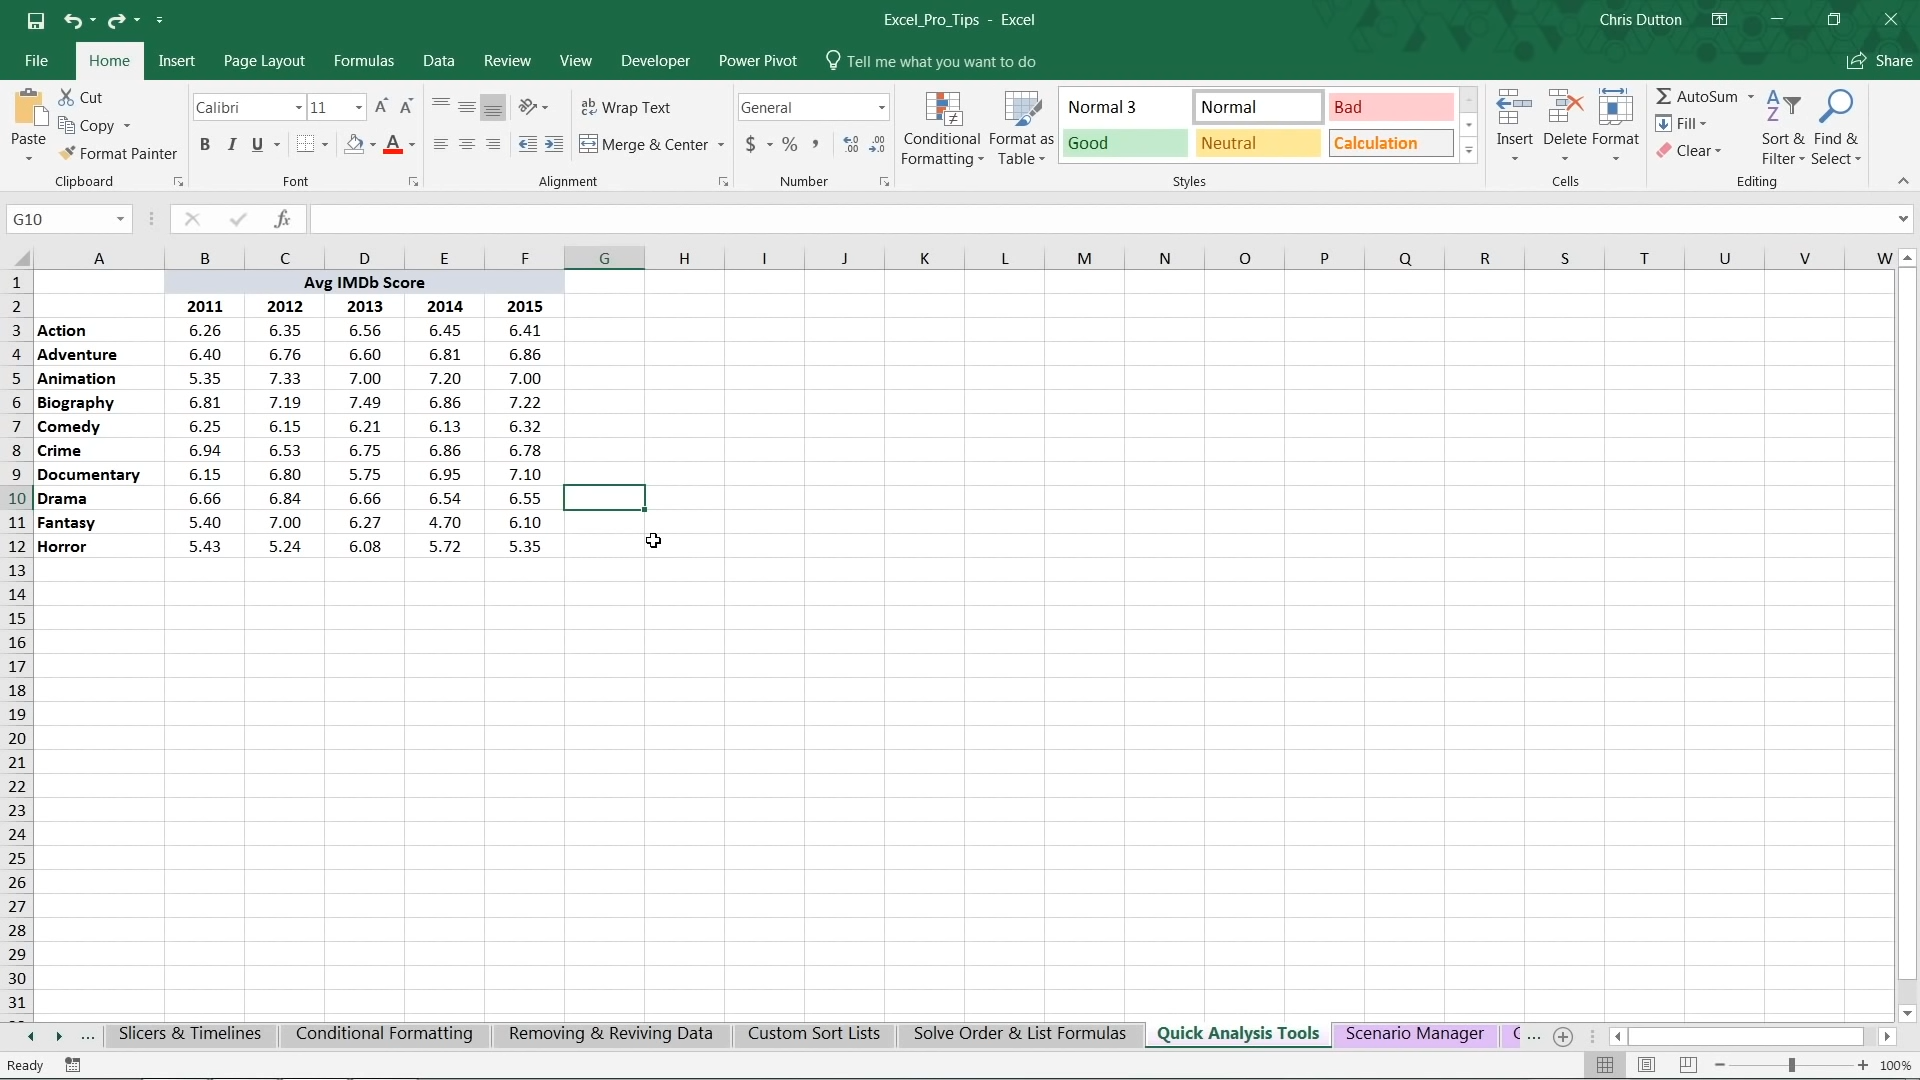 Excel_Pro_Tips - Excel
Chris Dutton
File Home Insert Page Layout Formulas Data Review View Developer Power Pivot Tell me what you want to do Share
Paste
Cut
Copy
Format Painter
Clipboard
Calibri 11
B I U
Font
Wrap Text
Merge & Center
Alignment
General
$ %
Number
Conditional Formatting
Format as Table
Normal 3 Normal Bad
Good Neutral Calculation
Styles
Insert Delete Format
Cells
AutoSum
Fill
Clear
Sort & Filter
Find & Select
Editing
G10 fx
A B C D E F G H I J K L M N O P Q R S T U V W
1 Avg IMDb Score
2 2011 2012 2013 2014 2015
3 Action 6.26 6.35 6.56 6.45 6.41
4 Adventure 6.40 6.76 6.60 6.81 6.86
5 Animation 5.35 7.33 7.00 7.20 7.00
6 Biography 6.81 7.19 7.49 6.86 7.22
7 Comedy 6.25 6.15 6.21 6.13 6.32
8 Crime 6.94 6.53 6.75 6.86 6.78
9 Documentary 6.15 6.80 5.75 6.95 7.10
10 Drama 6.66 6.84 6.66 6.54 6.55
11 Fantasy 5.40 7.00 6.27 4.70 6.10
12 Horror 5.43 5.24 6.08 5.72 5.35
13
14
15
16
17
18
19
20
21
22
23
24
25
26
27
28
29
30
31
... Slicers & Timelines Conditional Formatting Removing & Reviving Data Custom Sort Lists Solve Order & List Formulas Quick Analysis Tools Scenario Manager ...
Ready 100%